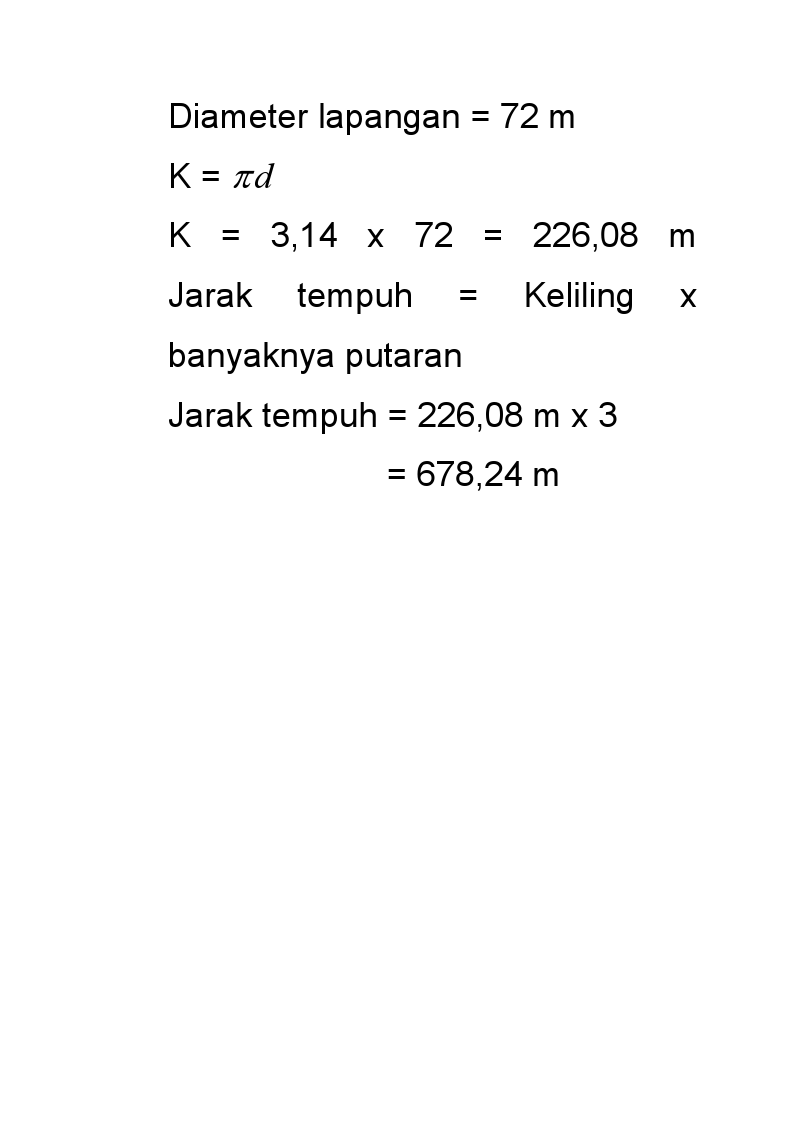 Diameter lapangan = 72 m
K = πd
K = 3,14 x 72 = 226,08 m
Jarak tempuh = Keliling x
banyaknya putaran
Jarak tempuh = 226,08 m x 3
= 678,24 m